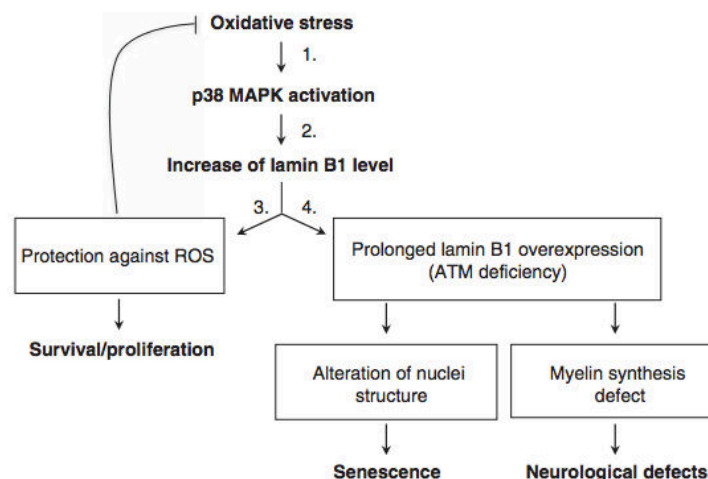 Oxidative stress
1.
p38 MAPK activation
2.
Increase of lamin B1 level
3.
4.
Protection against ROS
Prolonged lamin B1 overexpression
(ATM deficiency)
Survival/proliferation
Alteration of nuclei
structure
Myelin synthesis
defect
Senescence
Neurological defects